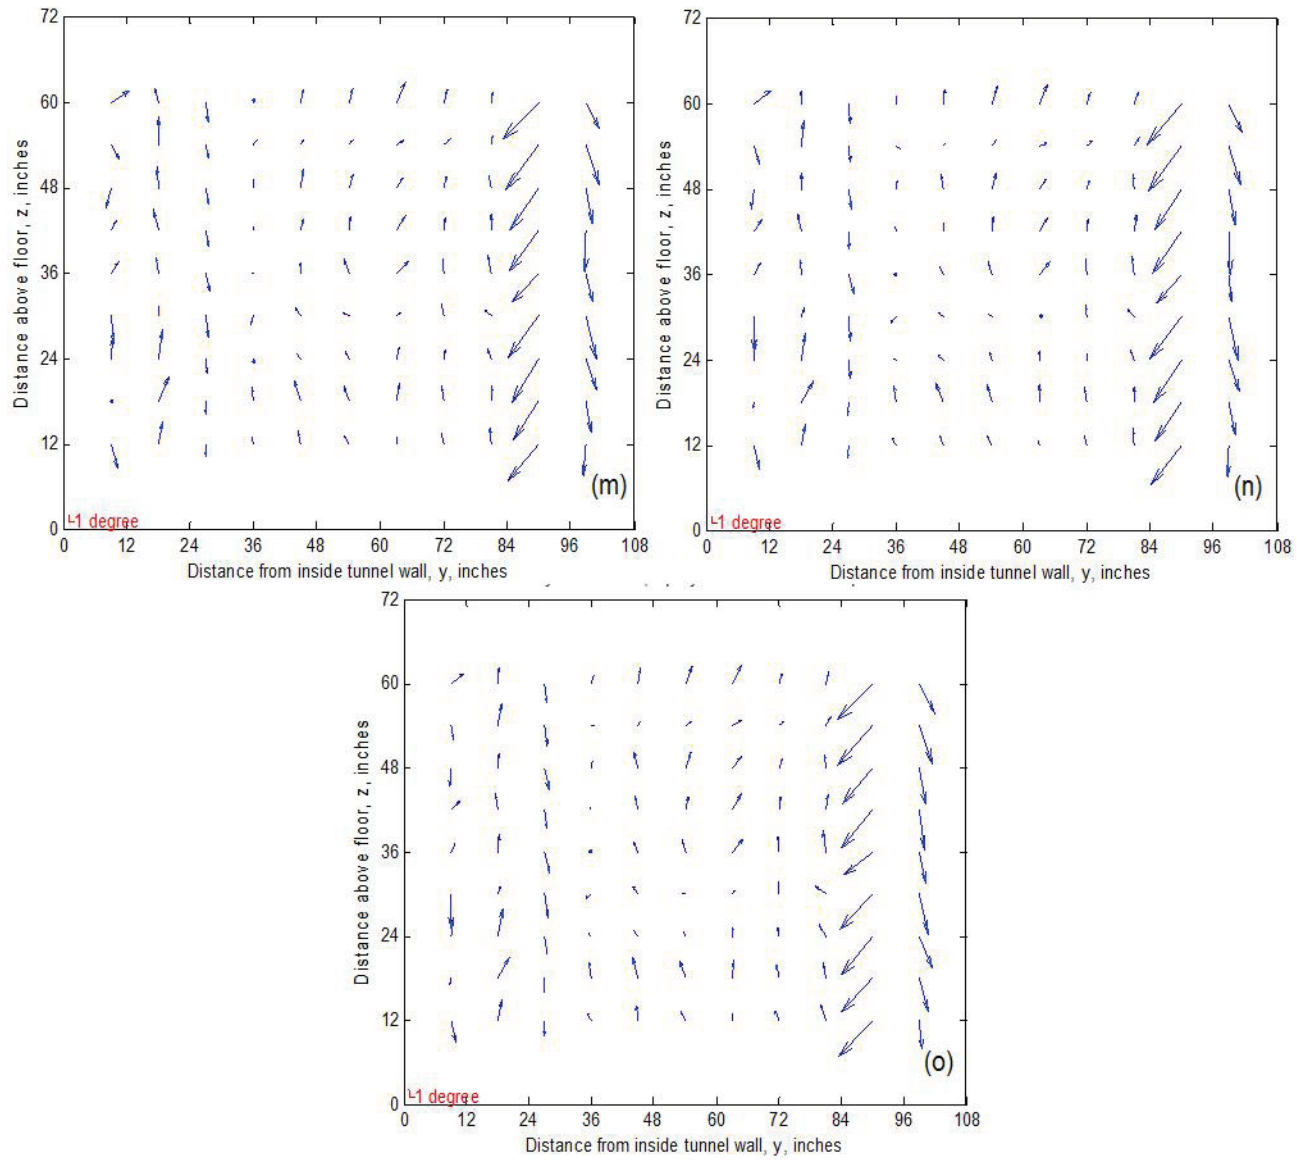 72
60
48
36
24
12
0
Distance above floor, z, inches
(m)
1 degree
0 12 24 36 48 60 72 84 96 108
Distance from inside tunnel wall, y, inches
72
60
48
36
24
12
0
Distance above floor, z, inches
(n)
1 degree
0 12 24 36 48 60 72 84 96 108
Distance from inside tunnel wall, y, inches
72
60
48
36
24
12
0
Distance above floor, z, inches
(o)
1 degree
0 12 24 36 48 60 72 84 96 108
Distance from inside tunnel wall, y, inches